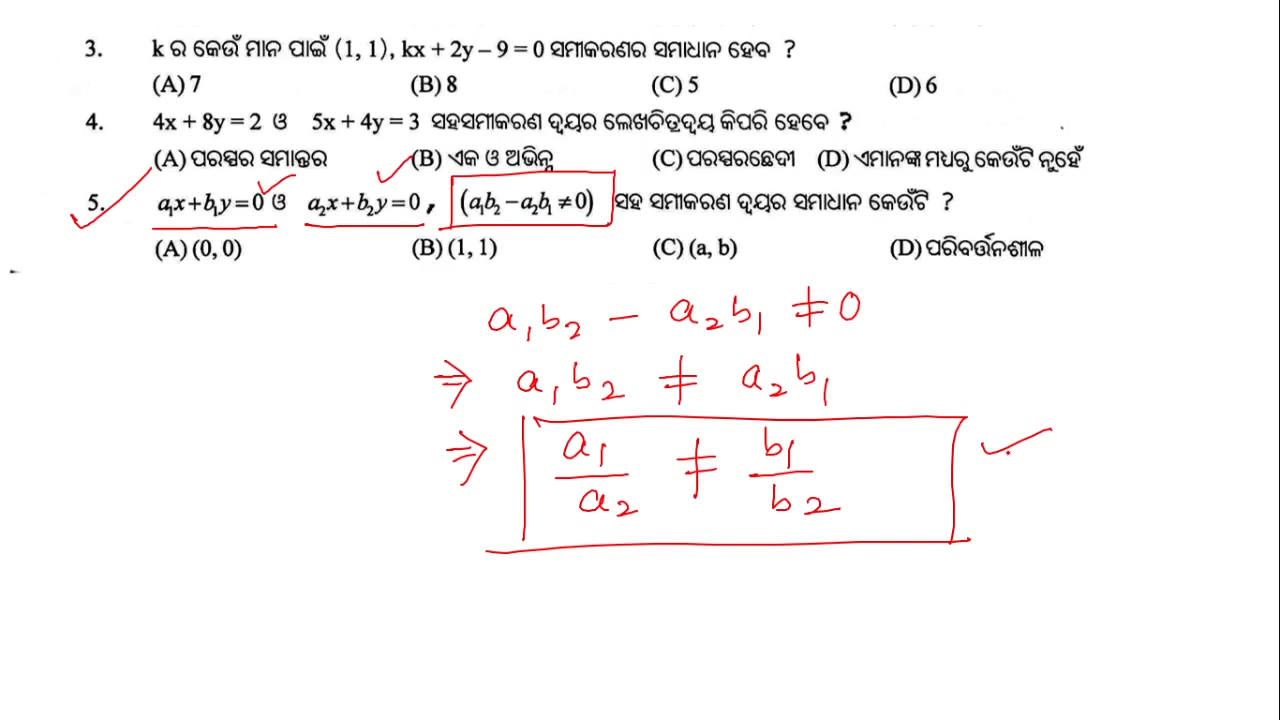 3. k ର କେଉଁ ମାନ ପାଇଁ (1, 1), kx + 2y – 9 = 0 ସମୀକରଣର ସମାଧାନ ହେବ ?
(A) 7 (B) 8 (C) 5 (D) 6
4. 4x + 8y = 2 ଓ 5x + 4y = 3 ସହସମୀକରଣ ଦ୍ୱୟର ଲେଖଚିତ୍ରଦ୍ୱୟ କିପରି ହେବେ ?
(A) ପରସ୍ପର ସମାନ୍ତର (B) ଏକ ଓ ଅଭିନ୍ନ (C) ପରସ୍ପରଛେଦୀ (D) ଏମାନଙ୍କ ମଧ୍ୟରୁ କେଉଁଟି ନୁହେଁ
5. a₁x + b₁y = 0 ଓ a₂x + b₂y = 0 , (a₁b₂ – a₂b₁ ≠ 0) ସହ ସମୀକରଣ ଦ୍ୱୟର ସମାଧାନ କେଉଁଟି ?
(A) (0, 0) (B) (1, 1) (C) (a, b) (D) ପରିବର୍ତ୍ତନଶୀଳ
a₁b₂ – a₂b₁ ≠ 0
⇒ a₁b₂ ≠ a₂b₁
⇒ a₁/a₂ ≠ b₁/b₂